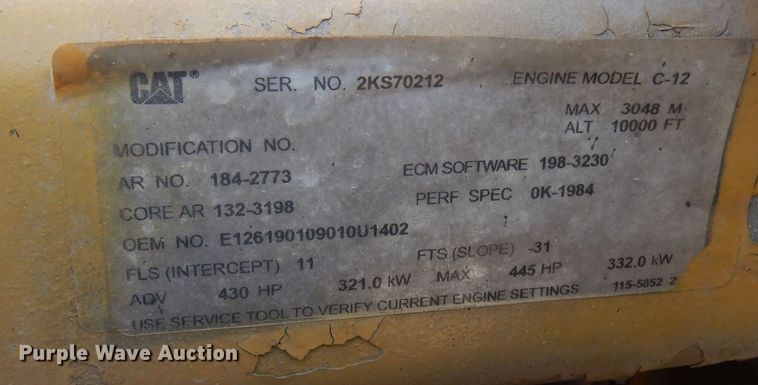 CAT® SER. NO. 2KS70212 ENGINE MODEL C-12
MAX 3048 M
ALT 10000 FT
MODIFICATION NO.
AR NO. 184-2773 ECM SOFTWARE 198-3230
CORE AR 132-3198 PERF SPEC 0K-1984
OEM NO. E126190109010U1402
FLS (INTERCEPT) 11 FTS (SLOPE) -31
ADV 430 HP 321.0 kW MAX 445 HP 332.0 kW
USE SERVICE TOOL TO VERIFY CURRENT ENGINE SETTINGS 115-5852 2
Purple Wave Auction